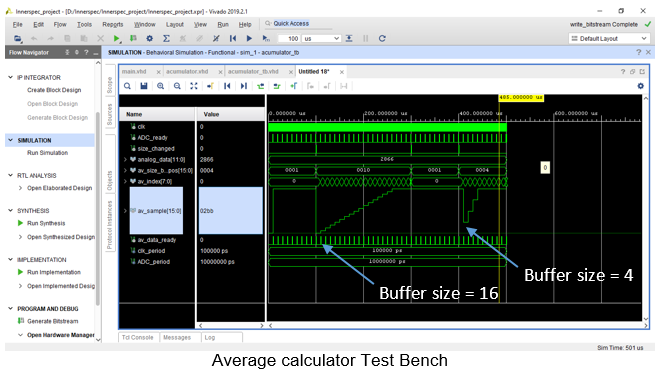 Innerspec_project - [D:/Innerspec/Innerspec_project/Innerspec_project.xpr] - Vivado 2019.2.1
File Edit Flow Tools Reports Window Layout View Run Help Quick Access write_bitstream Complete
100 us Default Layout
Flow Navigator SIMULATION - Behavioral Simulation - Functional - sim_1 - acumulator_tb
IP INTEGRATOR
Create Block Design
Open Block Design
Generate Block Design
SIMULATION
Run Simulation
RTL ANALYSIS
Open Elaborated Design
SYNTHESIS
Run Synthesis
Open Synthesized Design
IMPLEMENTATION
Run Implementation
Open Implemented Design
PROGRAM AND DEBUG
Generate Bitstream
Open Hardware Manager
main.vhd acumulator.vhd acumulator_tb.vhd Untitled 18*
Scope
Sources
Objects
Protocol Instances
485.000000 us
Name Value 0.000000 us 200.000000 us 400.000000 us 600.000000 us
clk 0
ADC_ready 0
size_changed 0
analog_data[11:0] 2866 2866
av_size_b...pos[15:0] 0004 0001 0010 0001 0004
av_index[7:0] 0 0 0
0
av_sample[15:0] 02bb
av_data_ready 0
clk_period 100000 ps 100000 ps
ADC_period 10000000 ps 10000000 ps
Buffer size = 4
Buffer size = 16
Tcl Console Messages Log
Sim Time: 501 us
Average calculator Test Bench